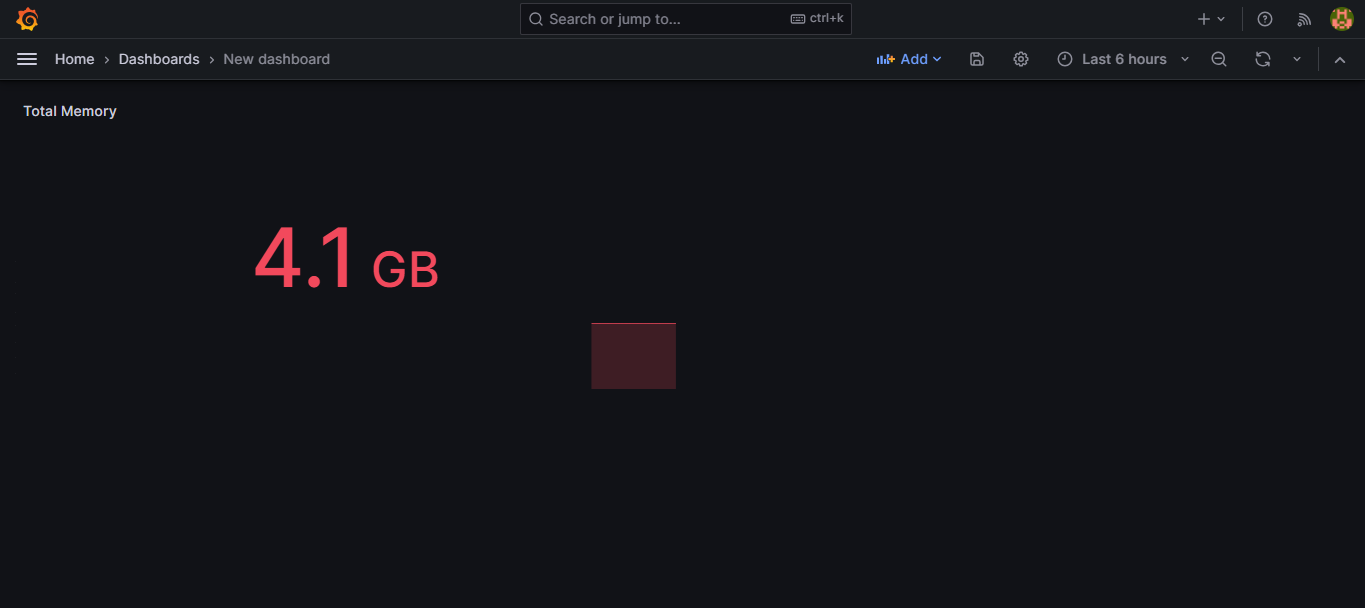 Search or jump to... ctrl+k
Home › Dashboards › New dashboard Add Last 6 hours
Total Memory
4.1 GB